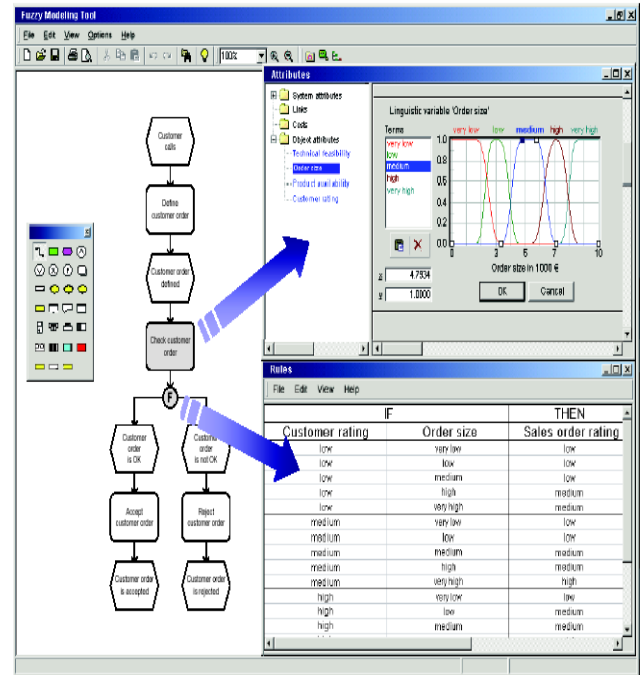 Fuzzy Modeling Tool
File Edit View Options Help
100%
Customer
calls
Define
customer order
Customer order
defined
Check customer
order
F
Customer
order
is OK
Customer
order
is not OK
Accept
customer order
Reject
customer order
Customer order
is accepted
Customer order
is rejected
Attributes
System attributes
Links
Costs
Object attributes
Technical feasibility
Order size
Product availability
Customer rating
Linguistic variable 'Order size'
Terms
very low
low
medium
high
very high
very low low medium high very high
1.0
0.8
0.6
0.4
0.2
0.0
0 3 5 7 10
Order size in 1000 €
x 4.7934
y 1.0000
OK Cancel
Rules
File Edit View Help
IF THEN
Customer rating Order size Sales order rating
low very low low
low low low
low medium low
low high medium
low very high medium
medium very low low
medium low low
medium medium medium
medium high medium
medium very high high
high very low low
high low medium
high medium medium